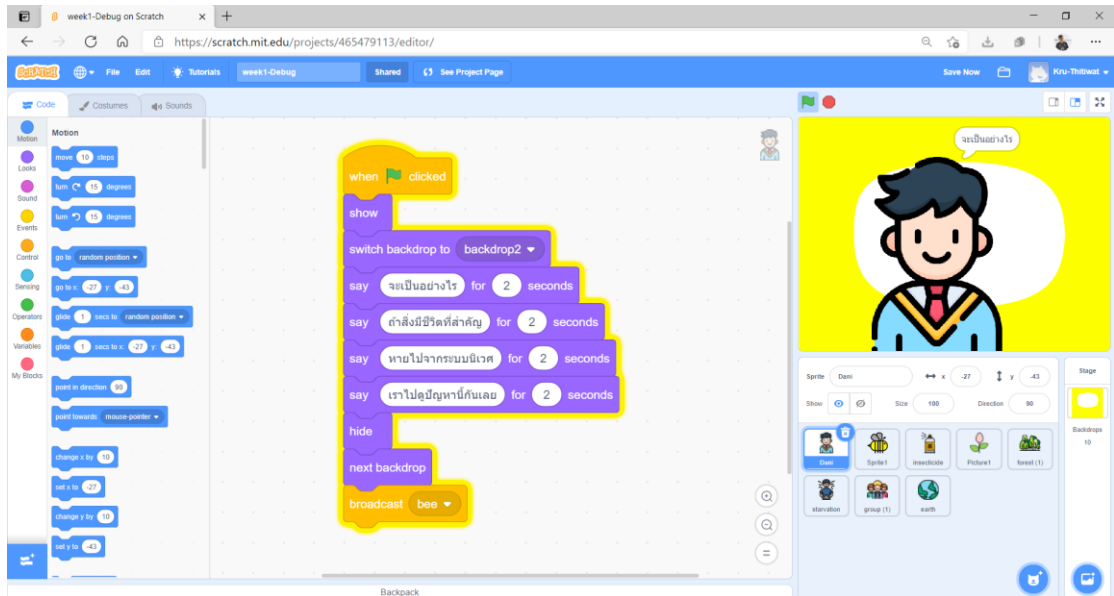 week1-Debug on Scratch
https://scratch.mit.edu/projects/465479113/editor/
SCRATCH File Edit Tutorials week1-Debug Shared See Project Page Save Now Kru-Thitiwat
Code Costumes Sounds
Motion
Looks
Sound
Events
Control
Sensing
Operators
Variables
My Blocks
Motion
move 10 steps
turn 15 degrees
turn 15 degrees
go to random position
go to x: -27 y: -43
glide 1 secs to random position
glide 1 secs to x: -27 y: -43
point in direction 90
point towards mouse-pointer
change x by 10
set x to -27
change y by 10
set y to -43
when clicked
show
switch backdrop to backdrop2
say จะเป็นอย่างไร for 2 seconds
say ถ้าสิ่งมีชีวิตที่สำคัญ for 2 seconds
say หายไปจากระบบนิเวศ for 2 seconds
say เราไปดูปัญหานี้กันเลย for 2 seconds
hide
next backdrop
broadcast bee
Backpack
จะเป็นอย่างไร
Sprite Dani x -27 y -43
Show Size 100 Direction 90
Dani Sprite1 insecticide Picture1 forest (1)
starvation group (1) earth
Stage
Backdrops
10